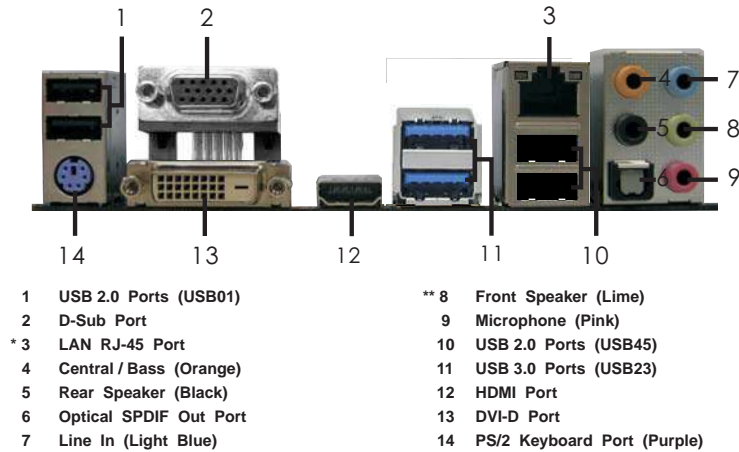 1 2 3
4 7
5 8
6 9
14 13 12 11 10
1 USB 2.0 Ports (USB01)
2 D-Sub Port
* 3 LAN RJ-45 Port
4 Central / Bass (Orange)
5 Rear Speaker (Black)
6 Optical SPDIF Out Port
7 Line In (Light Blue)
** 8 Front Speaker (Lime)
9 Microphone (Pink)
10 USB 2.0 Ports (USB45)
11 USB 3.0 Ports (USB23)
12 HDMI Port
13 DVI-D Port
14 PS/2 Keyboard Port (Purple)